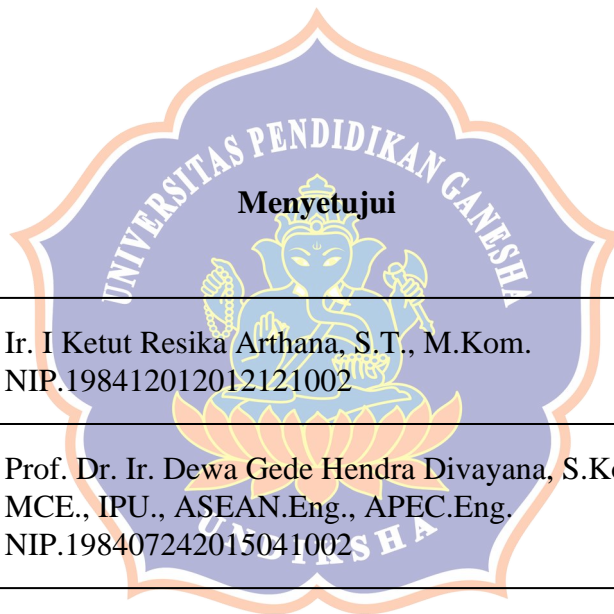 UNIVERSITAS PENDIDIKAN GANESHA
Menyetujui
Ir. I Ketut Resika Arthana, S.T., M.Kom.
NIP.198412012012121002
Prof. Dr. Ir. Dewa Gede Hendra Divayana,
MCE., IPU., ASEAN.Eng., APEC.Eng.
NIP.198407242015041002
UNDIKSHA